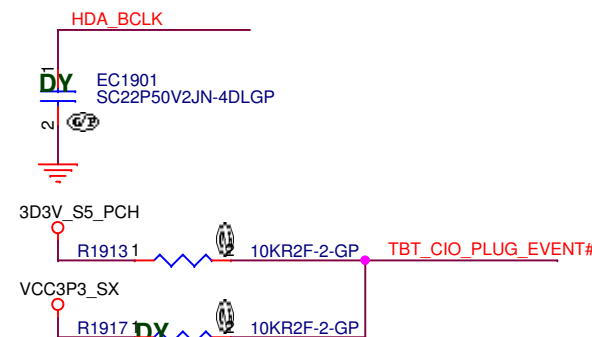 HDA_BCLK
1
DY
EC1901
SC22P50V2JN-4DLGP
2
G/P
3D3V_S5_PCH
R1913 1 2 10KR2F-2-GP TBT_CIO_PLUG_EVENT#
VCC3P3_SX
R1917 1 DY 2 10KR2F-2-GP